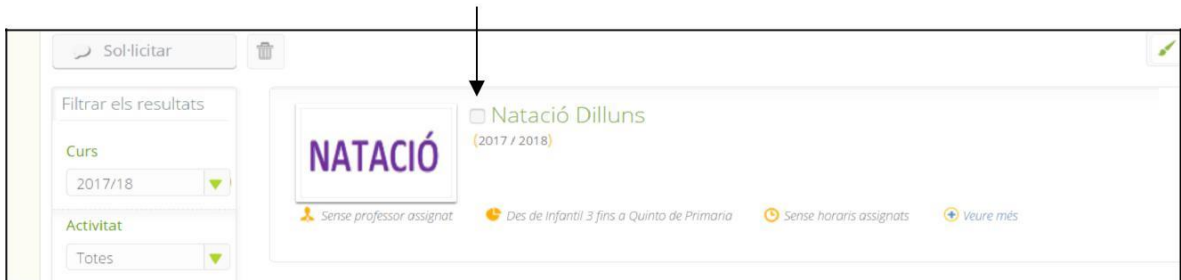 Sol·licitar
Filtrar els resultats
Curs
2017/18
Activitat
Totes
NATACIÓ
Natació Dilluns
(2017 / 2018)
Sense professor assignat
Des de Infantil 3 fins a Quinto de Primaria
Sense horaris assignats
Veure més